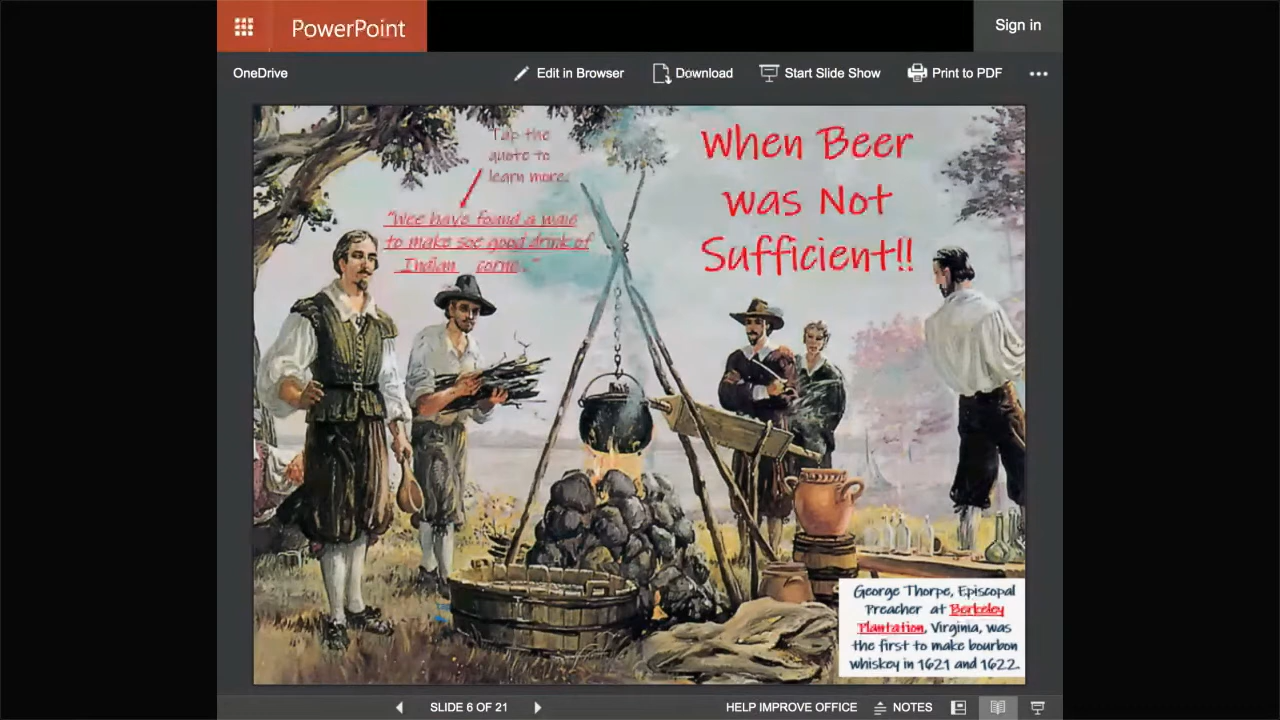 PowerPoint
Sign in
OneDrive
Edit in Browser
Download
Start Slide Show
Print to PDF
Tap the
quote to
learn more.
When Beer
was Not
Sufficient!!
"Wee have found a waie
to make soe good drink of
Indian corne.."
George Thorpe, Episcopal
Preacher at Berkeley
Plantation, Virginia, was
the first to make bourbon
whiskey in 1621 and 1622.
SLIDE 6 OF 21
HELP IMPROVE OFFICE
NOTES